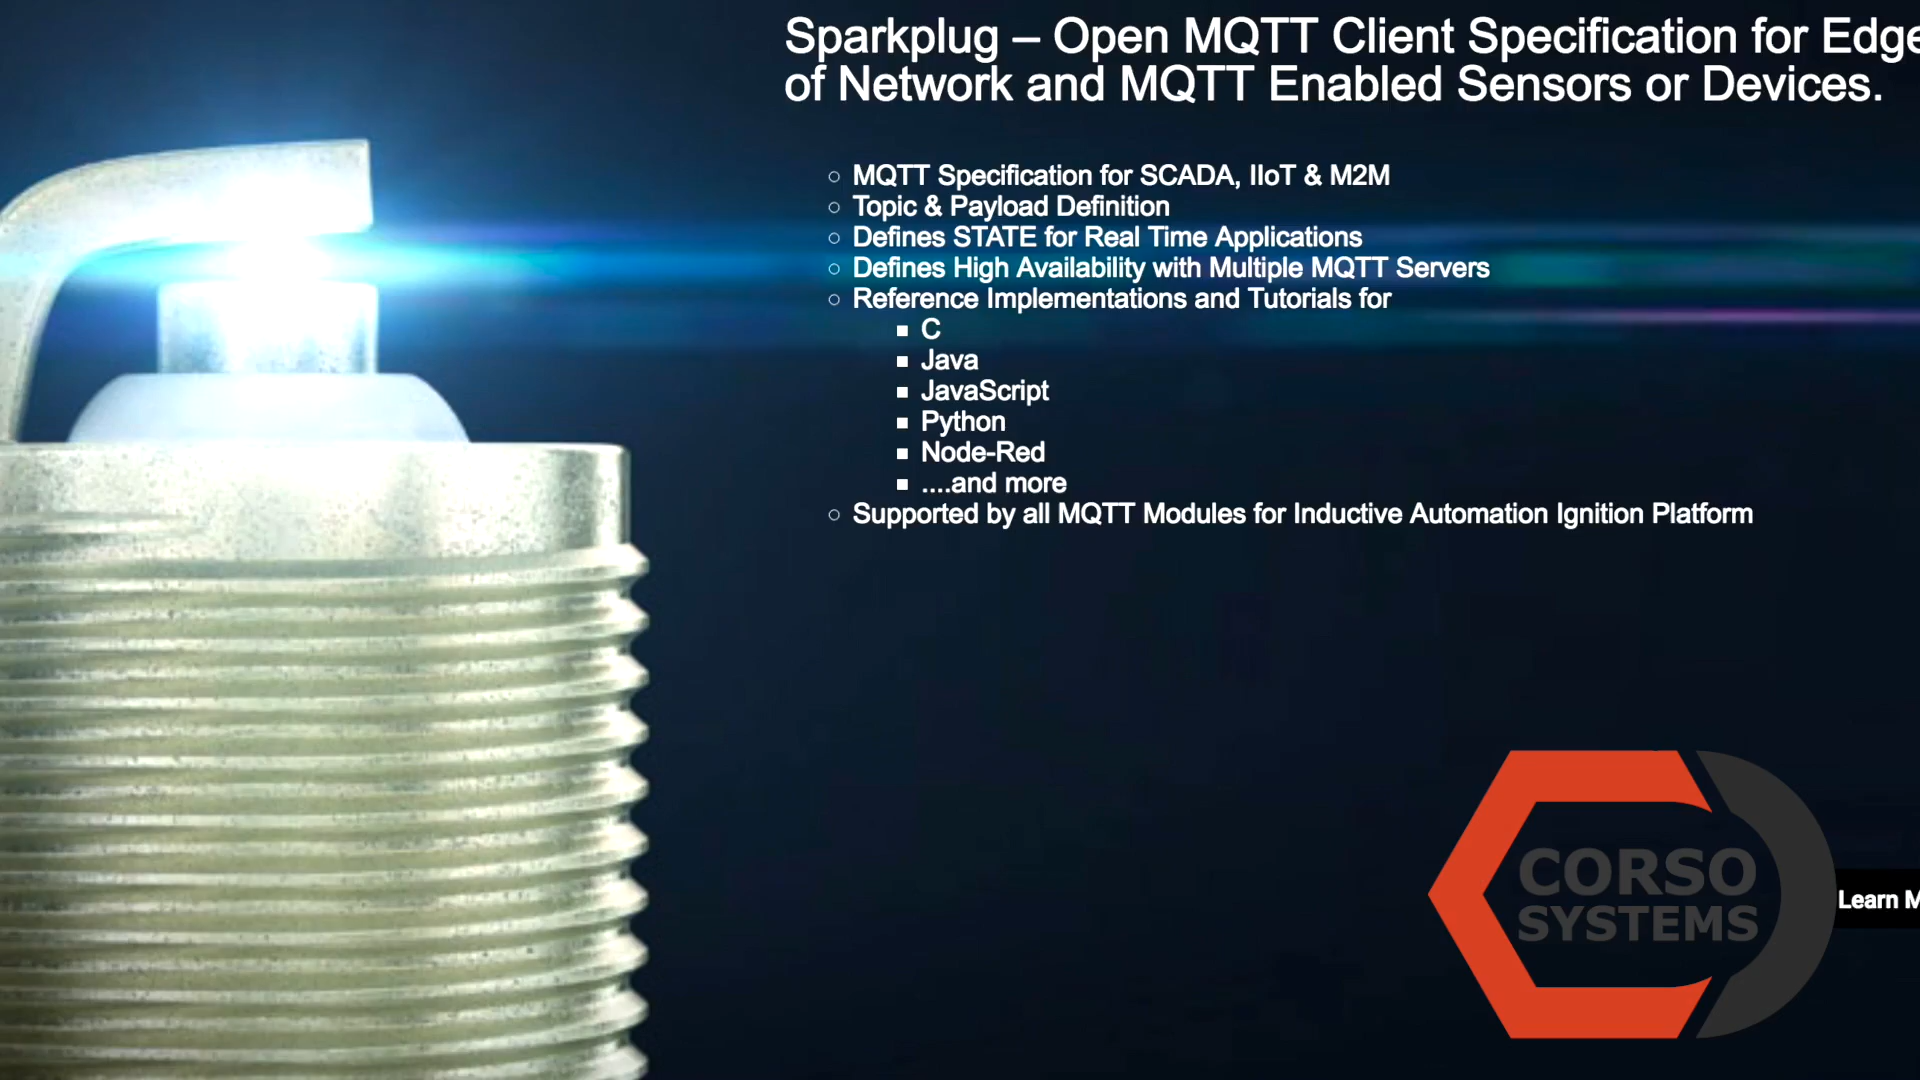 Sparkplug – Open MQTT Client Specification for Edge
of Network and MQTT Enabled Sensors or Devices.
MQTT Specification for SCADA, IIoT & M2M
Topic & Payload Definition
Defines STATE for Real Time Applications
Defines High Availability with Multiple MQTT Servers
Reference Implementations and Tutorials for
C
Java
JavaScript
Python
Node-Red
....and more
Supported by all MQTT Modules for Inductive Automation Ignition Platform
CORSO
SYSTEMS
Learn M